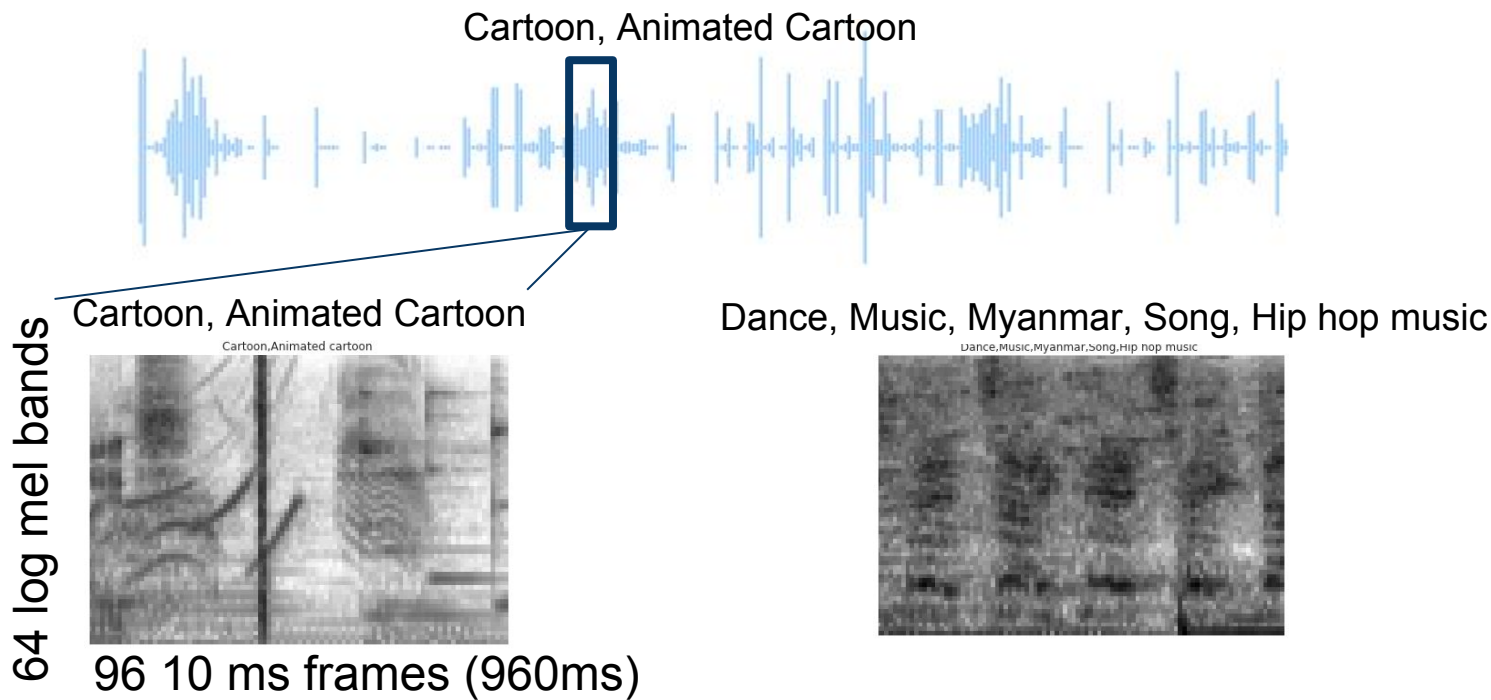 Cartoon, Animated Cartoon
Cartoon, Animated Cartoon
Dance, Music, Myanmar, Song, Hip hop music
Cartoon,Animated cartoon
Dance,Music,Myanmar,Song,Hip hop music
64 log mel bands
96 10 ms frames (960ms)